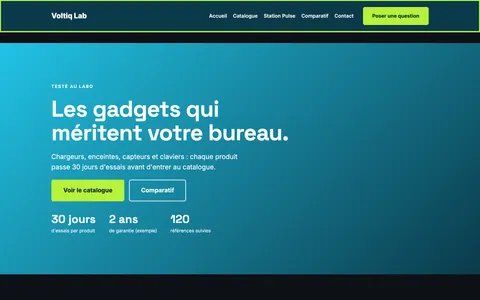 Voltiq Lab
Accueil Catalogue Station Pulse Comparatif Contact Poser une question
TESTÉ AU LABO
Les gadgets qui
méritent votre bureau.
Chargeurs, enceintes, capteurs et claviers : chaque produit
passe 30 jours d'essais avant d'entrer au catalogue.
Voir le catalogue Comparatif
30 jours 2 ans 120
d'essais par produit de garantie (exemple) références suivies